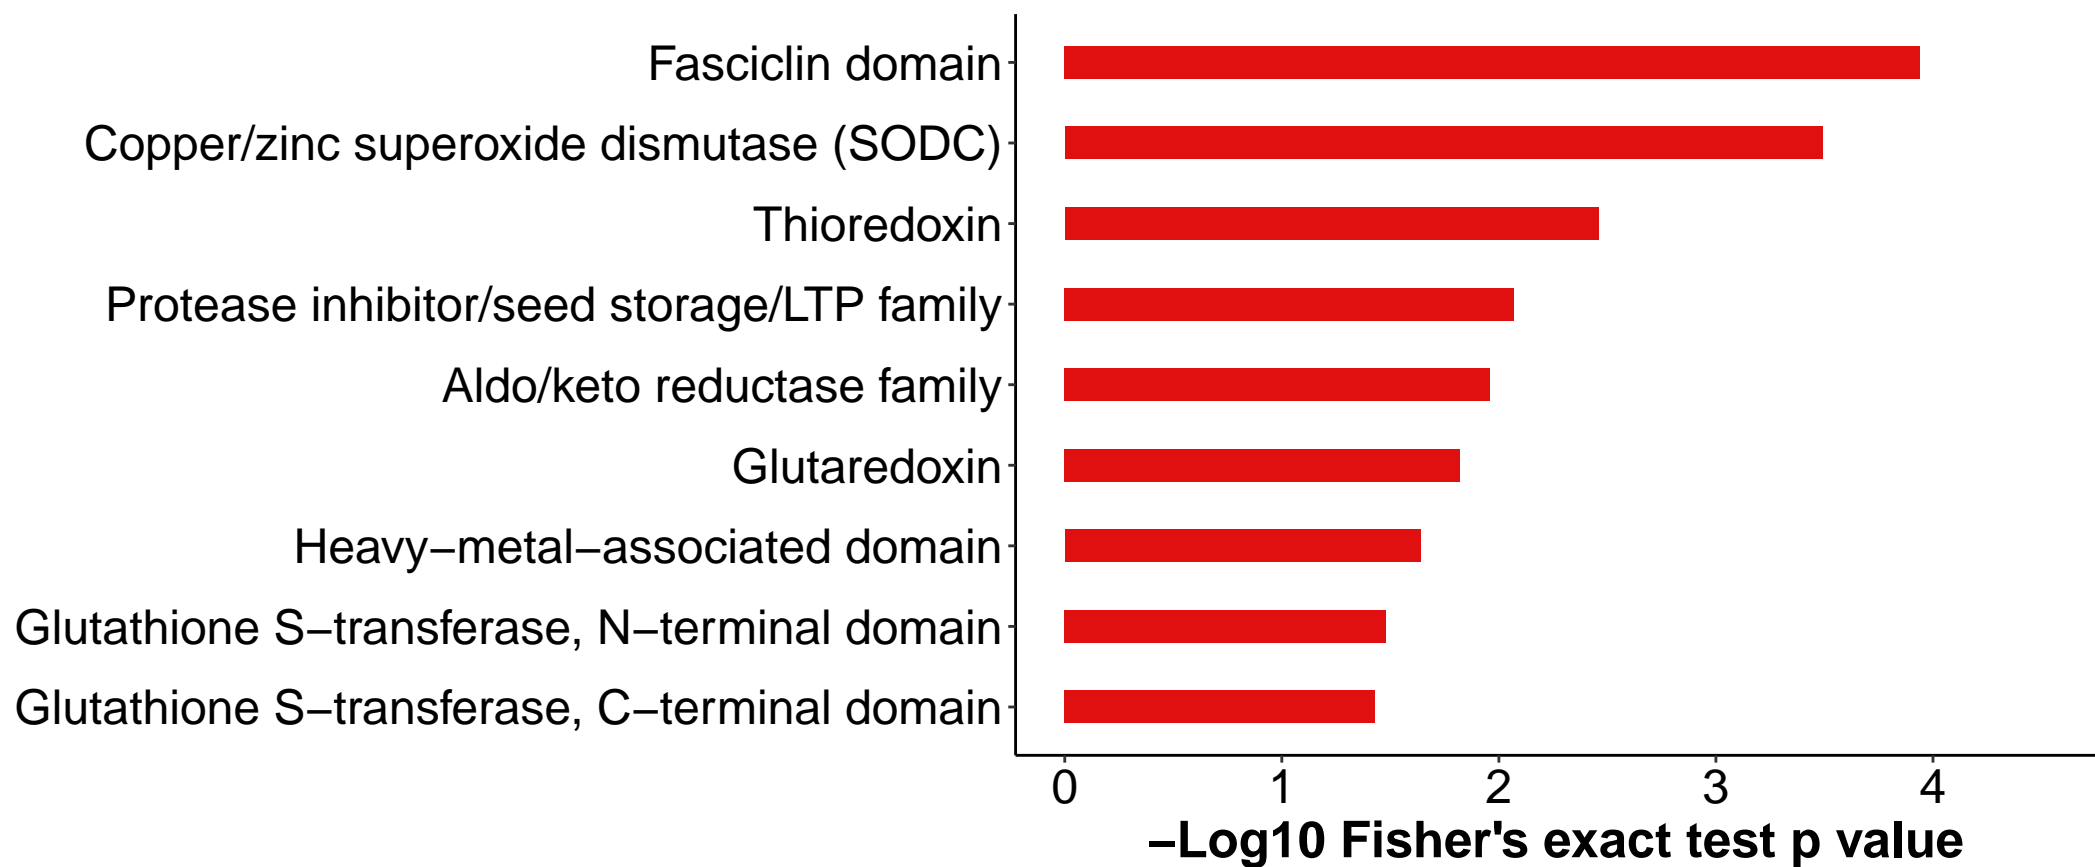 Fasciclin domain
Copper/zinc superoxide dismutase (SODC)
Thioredoxin
Protease inhibitor/seed storage/LTP family
Aldo/keto reductase family
Glutaredoxin
Heavy−metal−associated domain
Glutathione S−transferase, N−terminal domain
Glutathione S−transferase, C−terminal domain
0 1 2 3 4
−Log10 Fisher's exact test p value